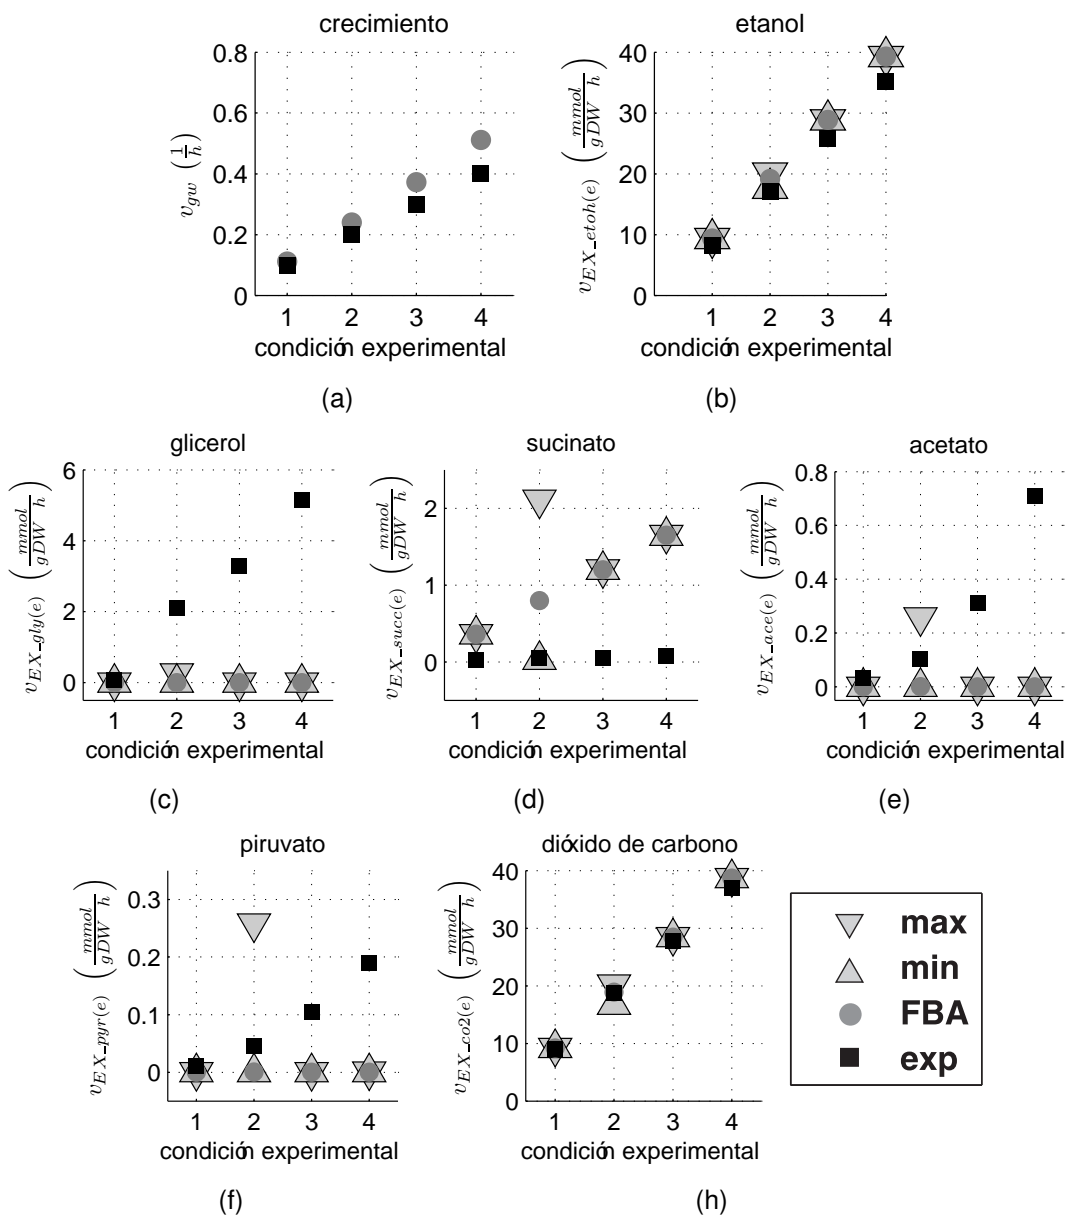 crecimiento
0.8
0.6
0.4
0.2
0
v_gw (1/h)
1 2 3 4
condición experimental
(a)
etanol
40
30
20
10
0
v_EX_etoh(e) (mmol/gDW h)
1 2 3 4
condición experimental
(b)
glicerol
6
4
2
0
v_EX_gly(e) (mmol/gDW h)
1 2 3 4
condición experimental
(c)
sucinato
2
1
0
v_EX_succ(e) (mmol/gDW h)
1 2 3 4
condición experimental
(d)
acetato
0.8
0.6
0.4
0.2
0
v_EX_ace(e) (mmol/gDW h)
1 2 3 4
condición experimental
(e)
piruvato
0.3
0.2
0.1
0
v_EX_pyr(e) (mmol/gDW h)
1 2 3 4
condición experimental
(f)
dióxido de carbono
40
30
20
10
0
v_EX_co2(e) (mmol/gDW h)
1 2 3 4
condición experimental
(h)
max
min
FBA
exp